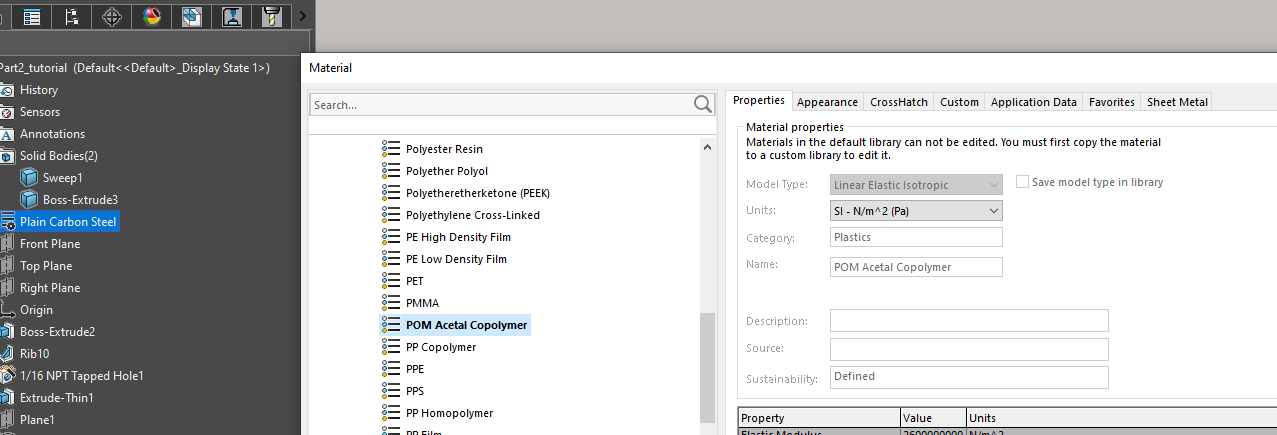 Part2_tutorial (Default<<Default>_Display State 1>)
History
Sensors
Annotations
Solid Bodies(2)
Sweep1
Boss-Extrude3
Plain Carbon Steel
Front Plane
Top Plane
Right Plane
Origin
Boss-Extrude2
Rib10
1/16 NPT Tapped Hole1
Extrude-Thin1
Plane1
Material
Search...
Polyester Resin
Polyether Polyol
Polyetheretherketone (PEEK)
Polyethylene Cross-Linked
PE High Density Film
PE Low Density Film
PET
PMMA
POM Acetal Copolymer
PP Copolymer
PPE
PPS
PP Homopolymer
PP Film
Properties Appearance CrossHatch Custom Application Data Favorites Sheet Metal
Material properties
Materials in the default library can not be edited. You must first copy the material
to a custom library to edit it.
Model Type: Linear Elastic Isotropic Save model type in library
Units: SI - N/m^2 (Pa)
Category: Plastics
Name: POM Acetal Copolymer
Description:
Source:
Sustainability: Defined
Property Value Units
Elastic Modulus 2600000000 N/m^2